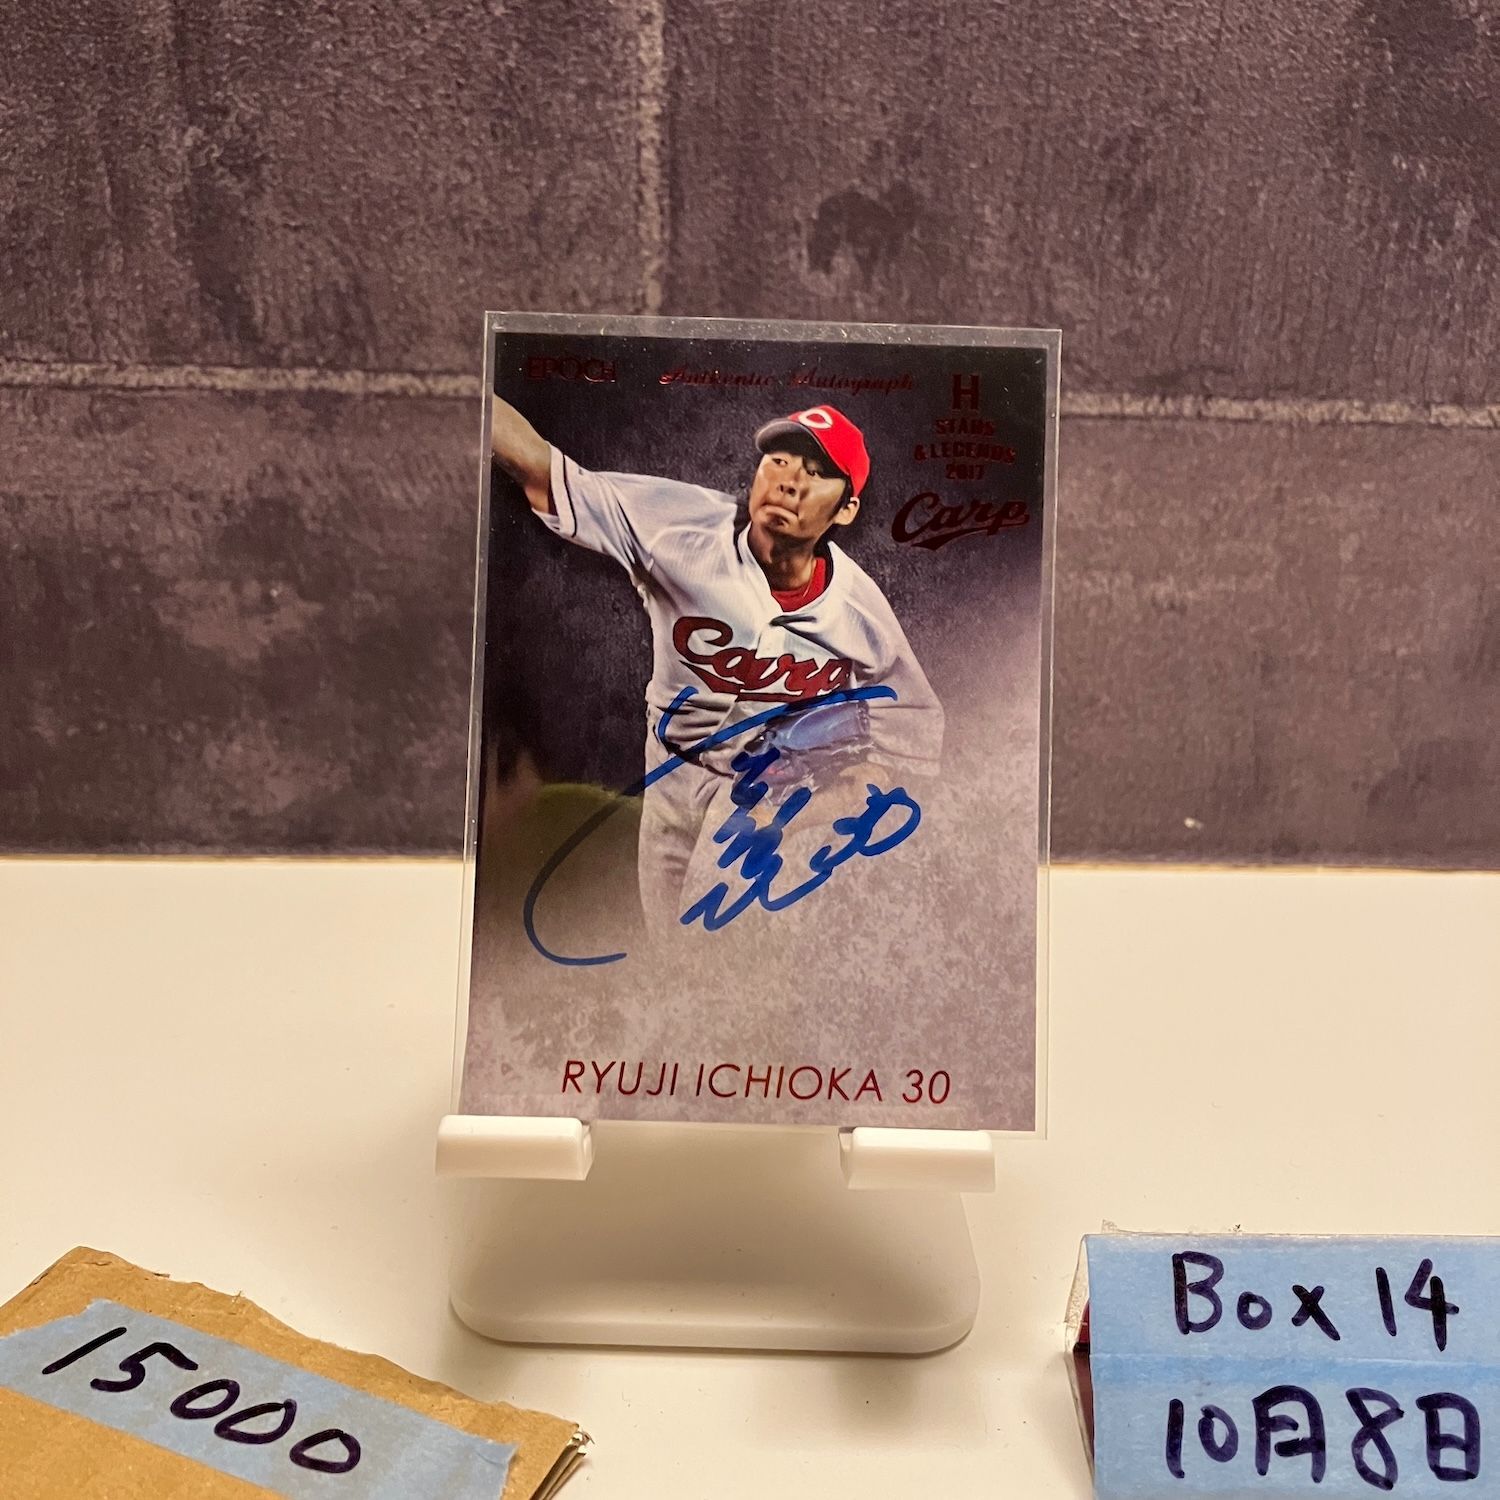 EPOCH Authentic Autograph
H
STARS
& LEGENDS
2017
Carp
C
Carp
RYUJI ICHIOKA 30
15000
Box 14
10月8日